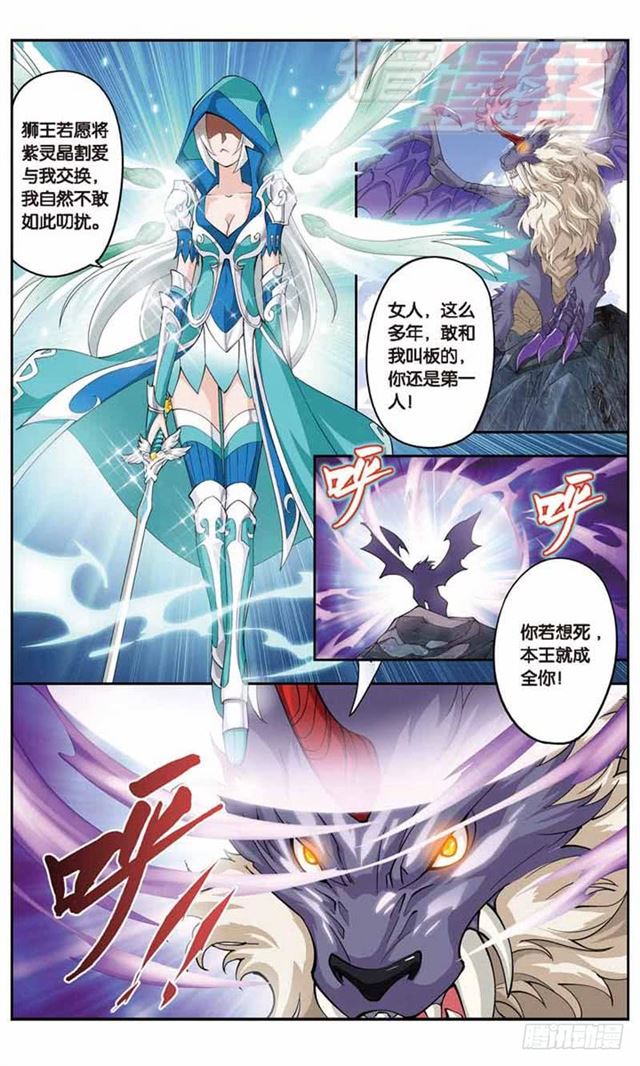 狮王若愿将
紫灵晶割爱
与我交换，
我自然不敢
如此叨扰。
女人，这么
多年，敢和
我叫板的，
你还是第一
人！
呼
呼
你若想死，
本王就成
全你！
呼!!
腾讯动漫